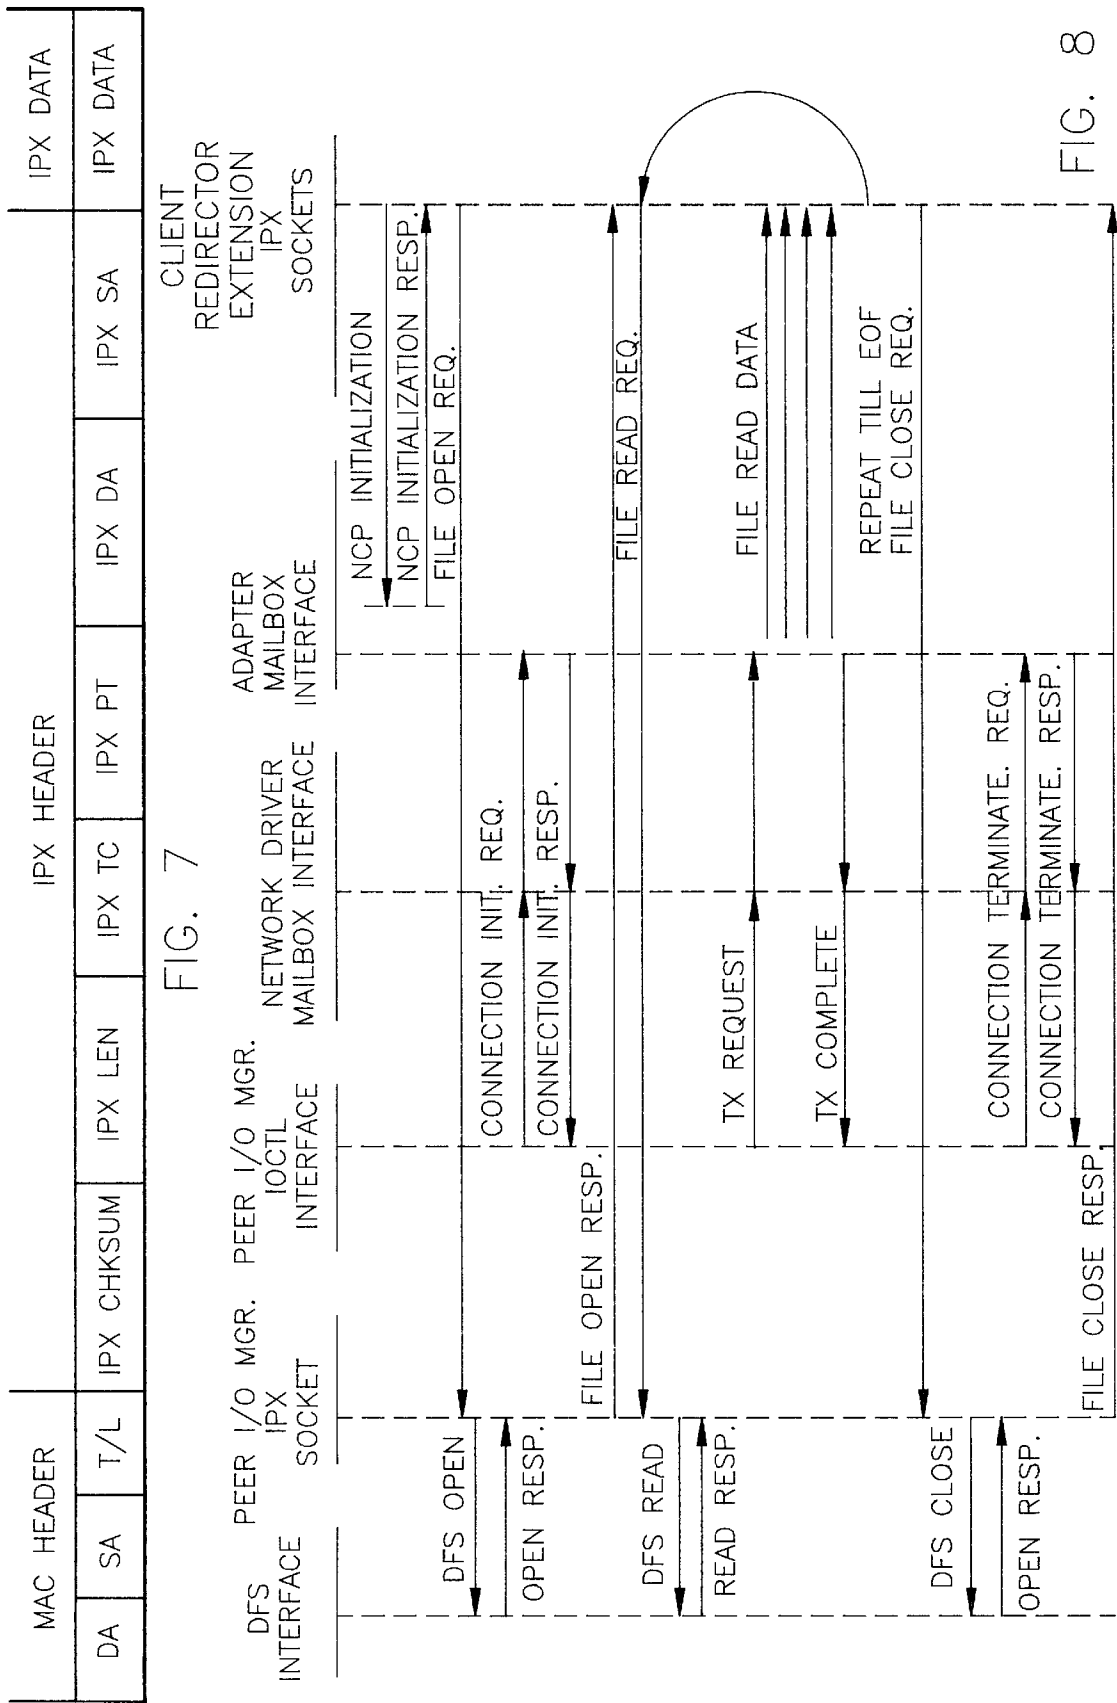 MAC HEADER
IPX HEADER
IPX DATA
DA
SA
T/L
IPX CHKSUM
IPX LEN
IPX TC
IPX PT
IPX DA
IPX SA
IPX DATA
FIG. 7
DFS
INTERFACE
PEER I/O MGR.
IPX
SOCKET
PEER I/O MGR.
IOCTL
INTERFACE
NETWORK DRIVER
MAILBOX INTERFACE
ADAPTER
MAILBOX
INTERFACE
CLIENT
REDIRECTOR
EXTENSION
IPX
SOCKETS
NCP INITIALIZATION
NCP INITIALIZATION RESP.
FILE OPEN REQ.
DFS OPEN
OPEN RESP.
CONNECTION INIT. REQ.
CONNECTION INIT. RESP.
FILE OPEN RESP.
FILE READ REQ.
DFS READ
READ RESP.
TX REQUEST
FILE READ DATA
TX COMPLETE
REPEAT TILL EOF
FILE CLOSE REQ.
DFS CLOSE
OPEN RESP.
CONNECTION TERMINATE. REQ.
CONNECTION TERMINATE. RESP.
FILE CLOSE RESP.
FIG. 8